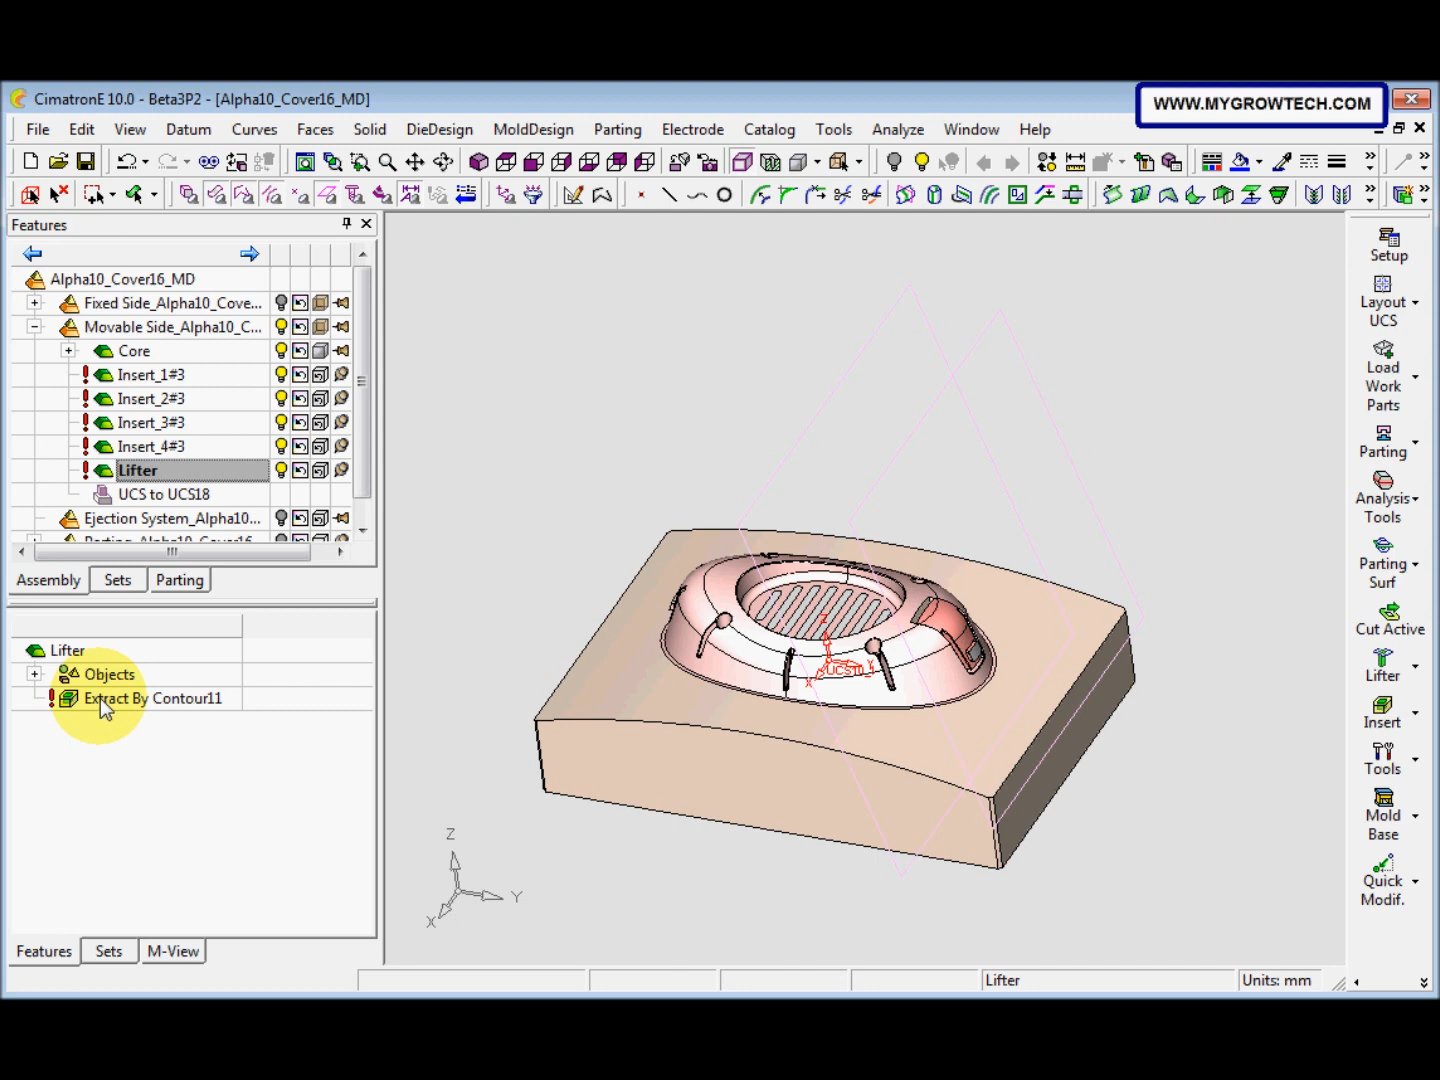 CimatronE 10.0 - Beta3P2 - [Alpha10_Cover16_MD]
WWW.MYGROWTECH.COM
File Edit View Datum Curves Faces Solid DieDesign MoldDesign Parting Electrode Catalog Tools Analyze Window Help
Features
Alpha10_Cover16_MD
Fixed Side_Alpha10_Cove...
Movable Side_Alpha10_C...
Core
Insert_1#3
Insert_2#3
Insert_3#3
Insert_4#3
Lifter
UCS to UCS18
Ejection System_Alpha10...
Parting_Alpha10_Cover16
Assembly Sets Parting
Lifter
Objects
Extract By Contour11
Features Sets M-View
Z
Y
X
Z
X
Y
Setup
Layout
UCS
Load
Work
Parts
Parting
Analysis
Tools
Parting
Surf
Cut Active
Lifter
Insert
Tools
Mold
Base
Quick
Modif.
Lifter
Units: mm